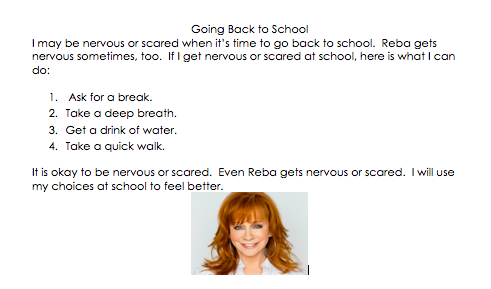 Going Back to School
I may be nervous or scared when it's time to go back to school.  Reba gets
nervous sometimes, too.  If I get nervous or scared at school, here is what I can
do:
1.  Ask for a break.
2.  Take a deep breath.
3.  Get a drink of water.
4.  Take a quick walk.
It is okay to be nervous or scared.  Even Reba gets nervous or scared.  I will use
my choices at school to feel better.